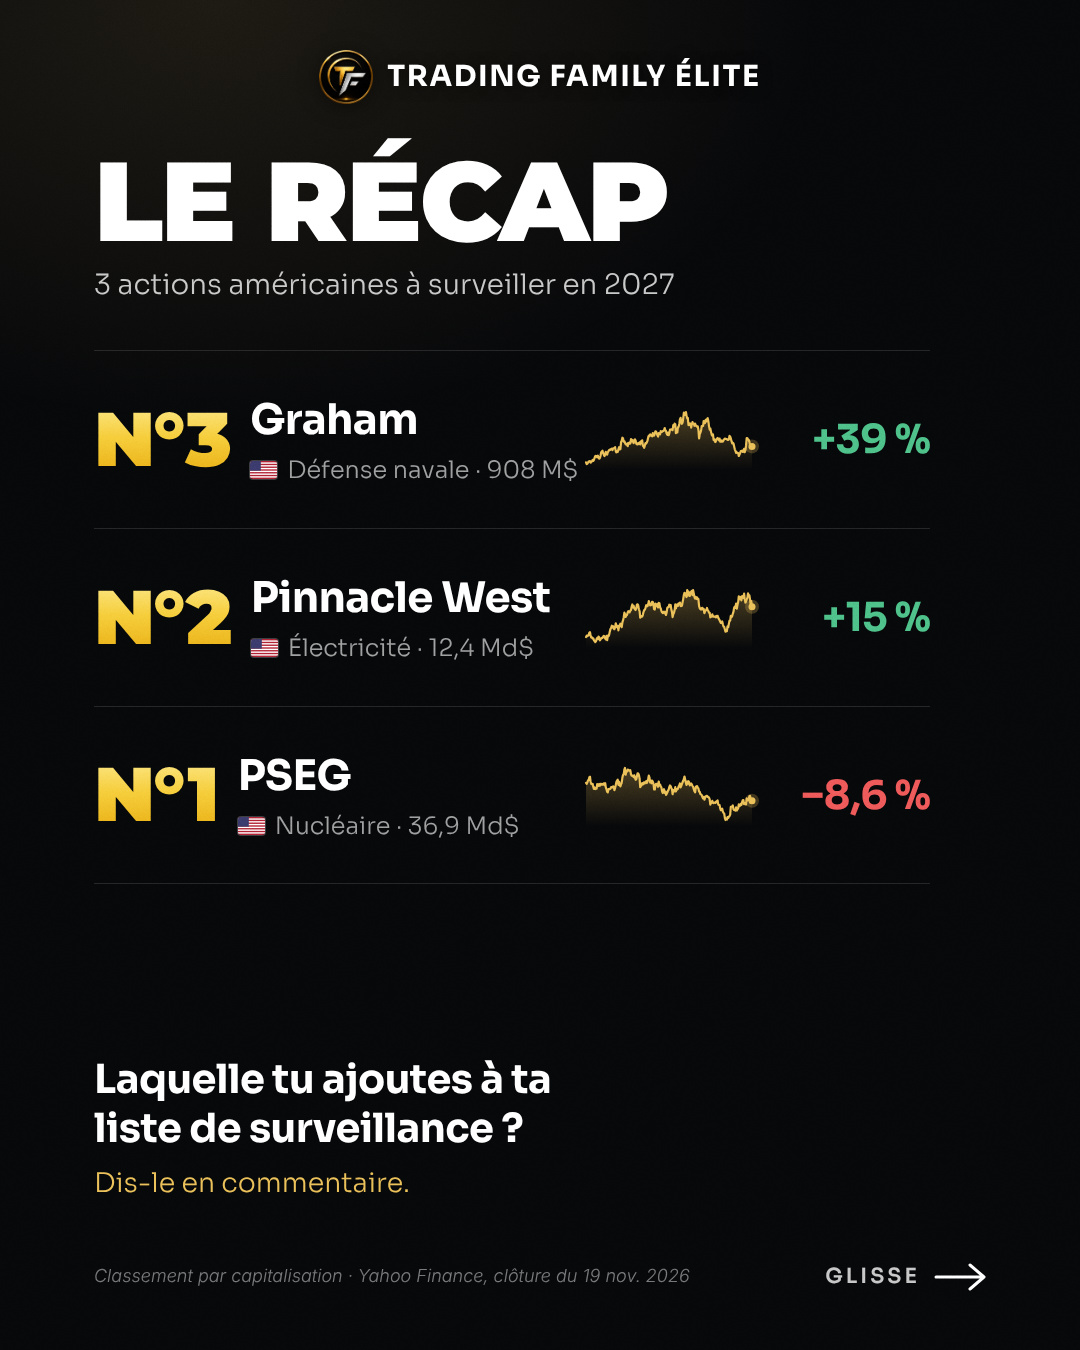 TF
TRADING FAMILY ÉLITE
LE RÉCAP
3 actions américaines à surveiller en 2027
N°3
Graham
Défense navale · 908 M$
+39 %
N°2
Pinnacle West
Électricité · 12,4 Md$
+15 %
N°1
PSEG
Nucléaire · 36,9 Md$
−8,6 %
Laquelle tu ajoutes à ta
liste de surveillance ?
Dis-le en commentaire.
Classement par capitalisation · Yahoo Finance, clôture du 19 nov. 2026
GLISSE